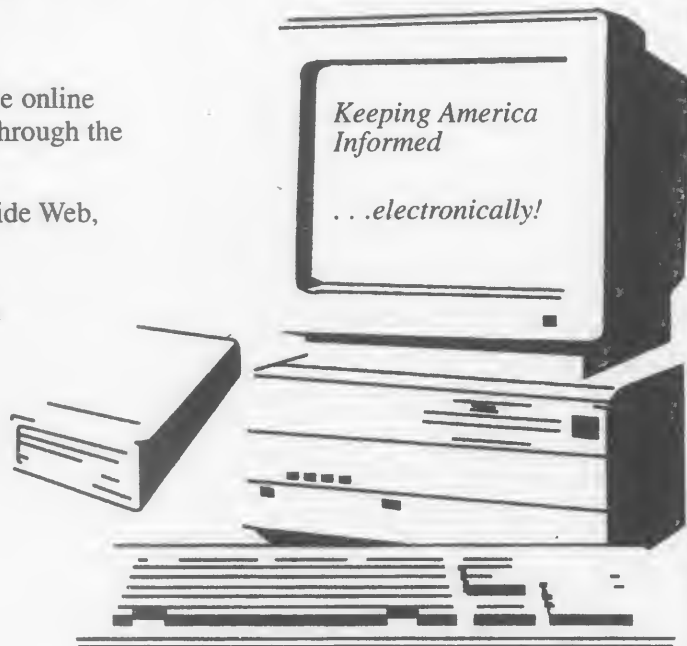 e online
hrough the
ide Web,
Keeping America
Informed
. . .electronically!